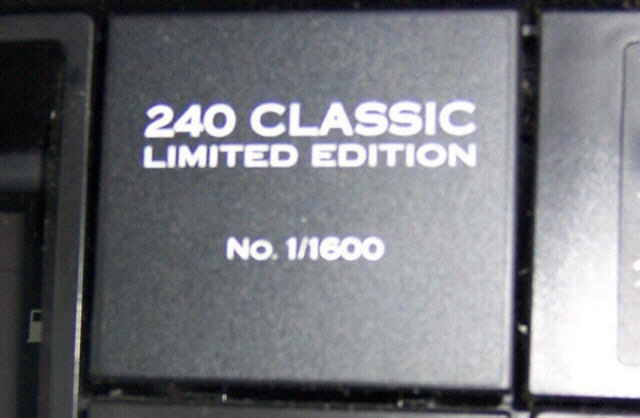 240 CLASSIC
LIMITED EDITION
No. 1/1600